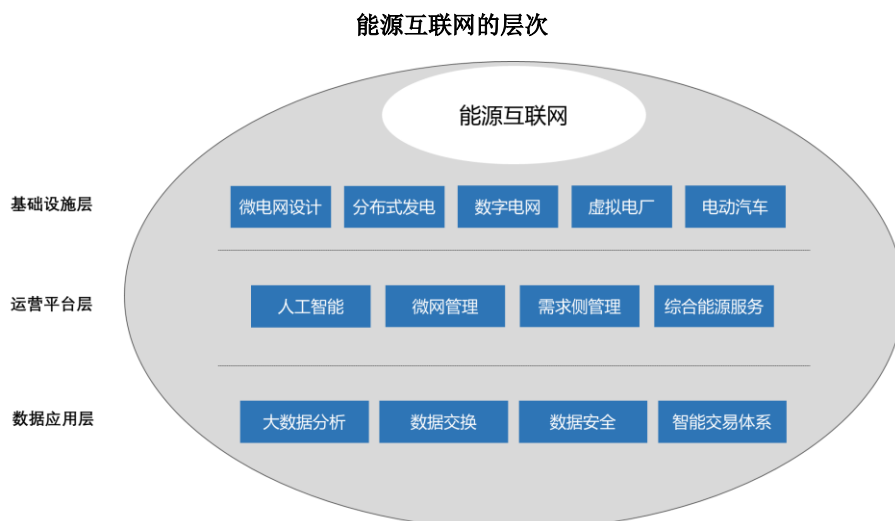 能源互联网的层次
能源互联网
基础设施层
微电网设计 分布式发电 数字电网 虚拟电厂 电动汽车
运营平台层
人工智能 微网管理 需求侧管理 综合能源服务
数据应用层
大数据分析 数据交换 数据安全 智能交易体系